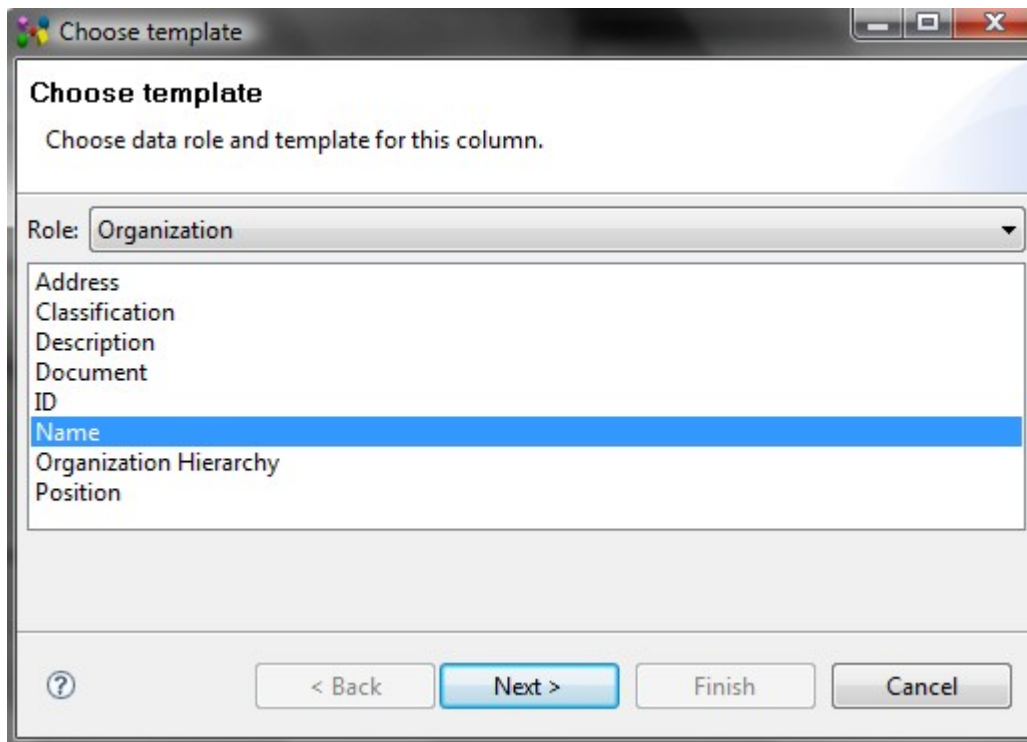 Choose template
Choose template
Choose data role and template for this column.
Role: Organization
Address
Classification
Description
Document
ID
Name
Organization Hierarchy
Position
? < Back Next > Finish Cancel